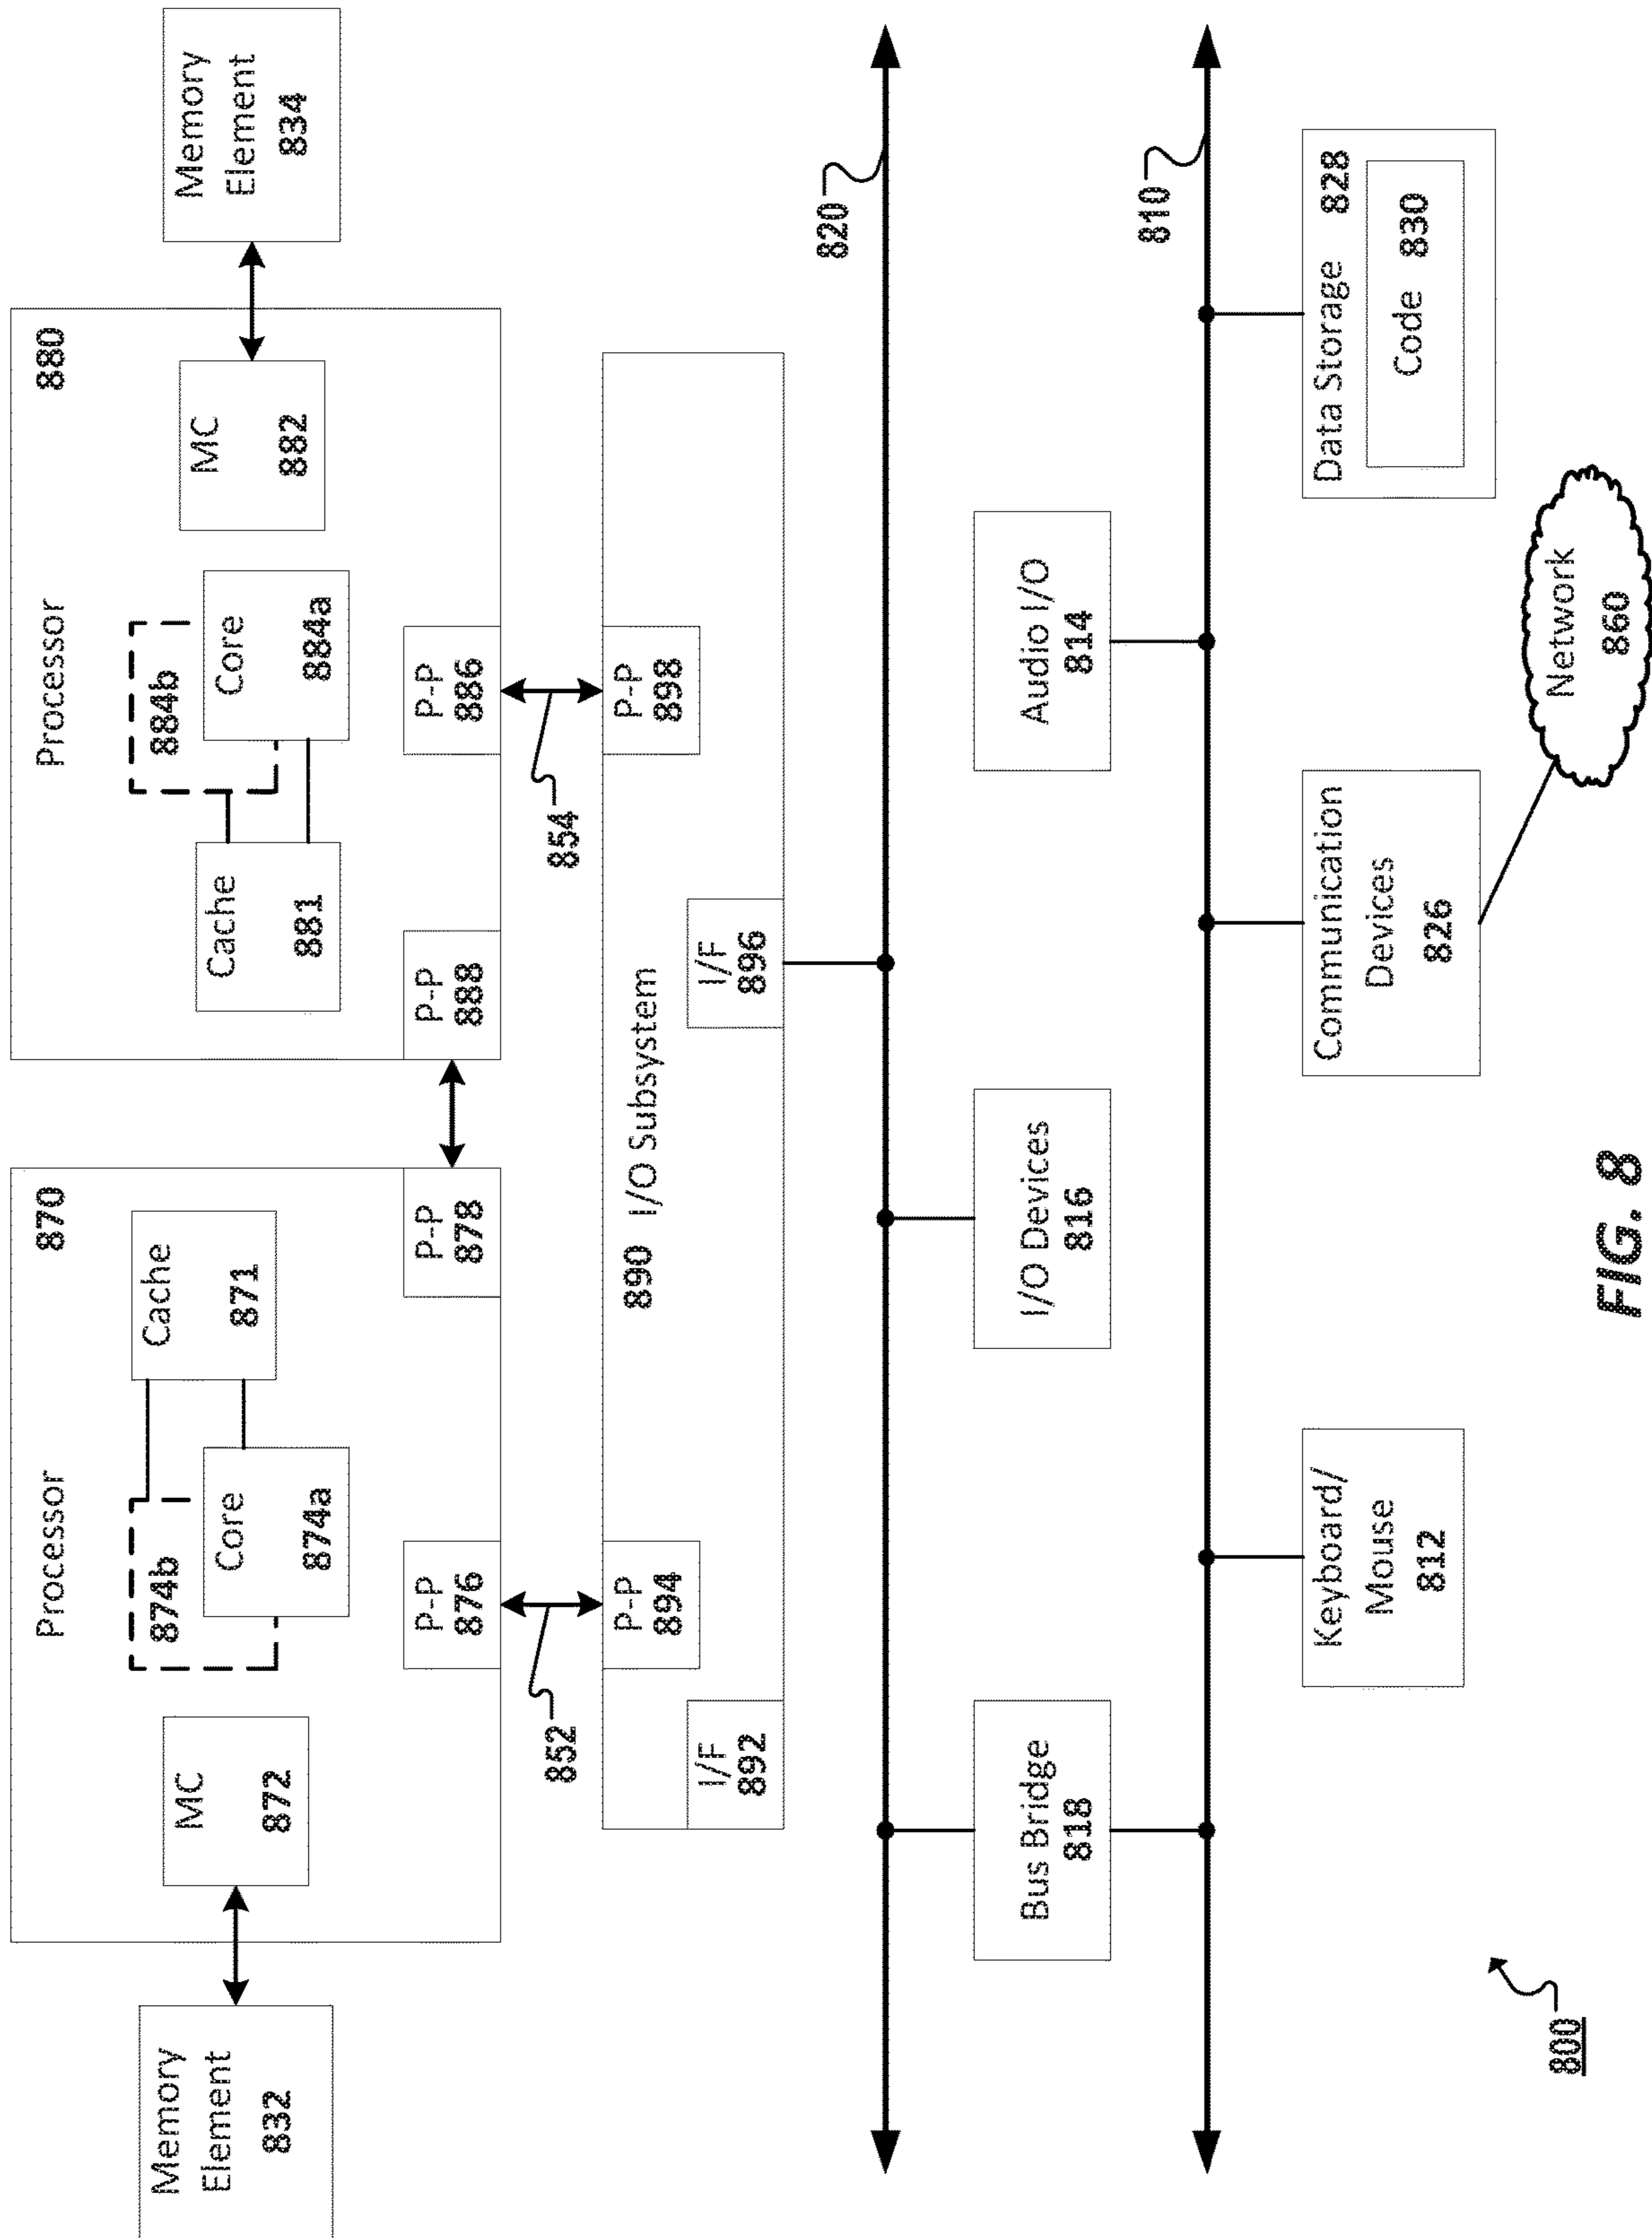 870
Processor
880
Processor
Memory
Element
832
MC
872
874b
Core
874a
Cache
871
Cache
881
884b
Core
884a
MC
882
Memory
Element
834
P-P
876
P-P
878
P-P
888
P-P
886
852
854
P-P
894
890 I/O Subsystem
P-P
898
I/F
892
I/F
896
820
Bus Bridge
818
I/O Devices
816
Audio I/O
814
810
Keyboard/
Mouse
812
Communication
Devices
826
Data Storage 828
Code 830
Network
860
800
FIG. 8